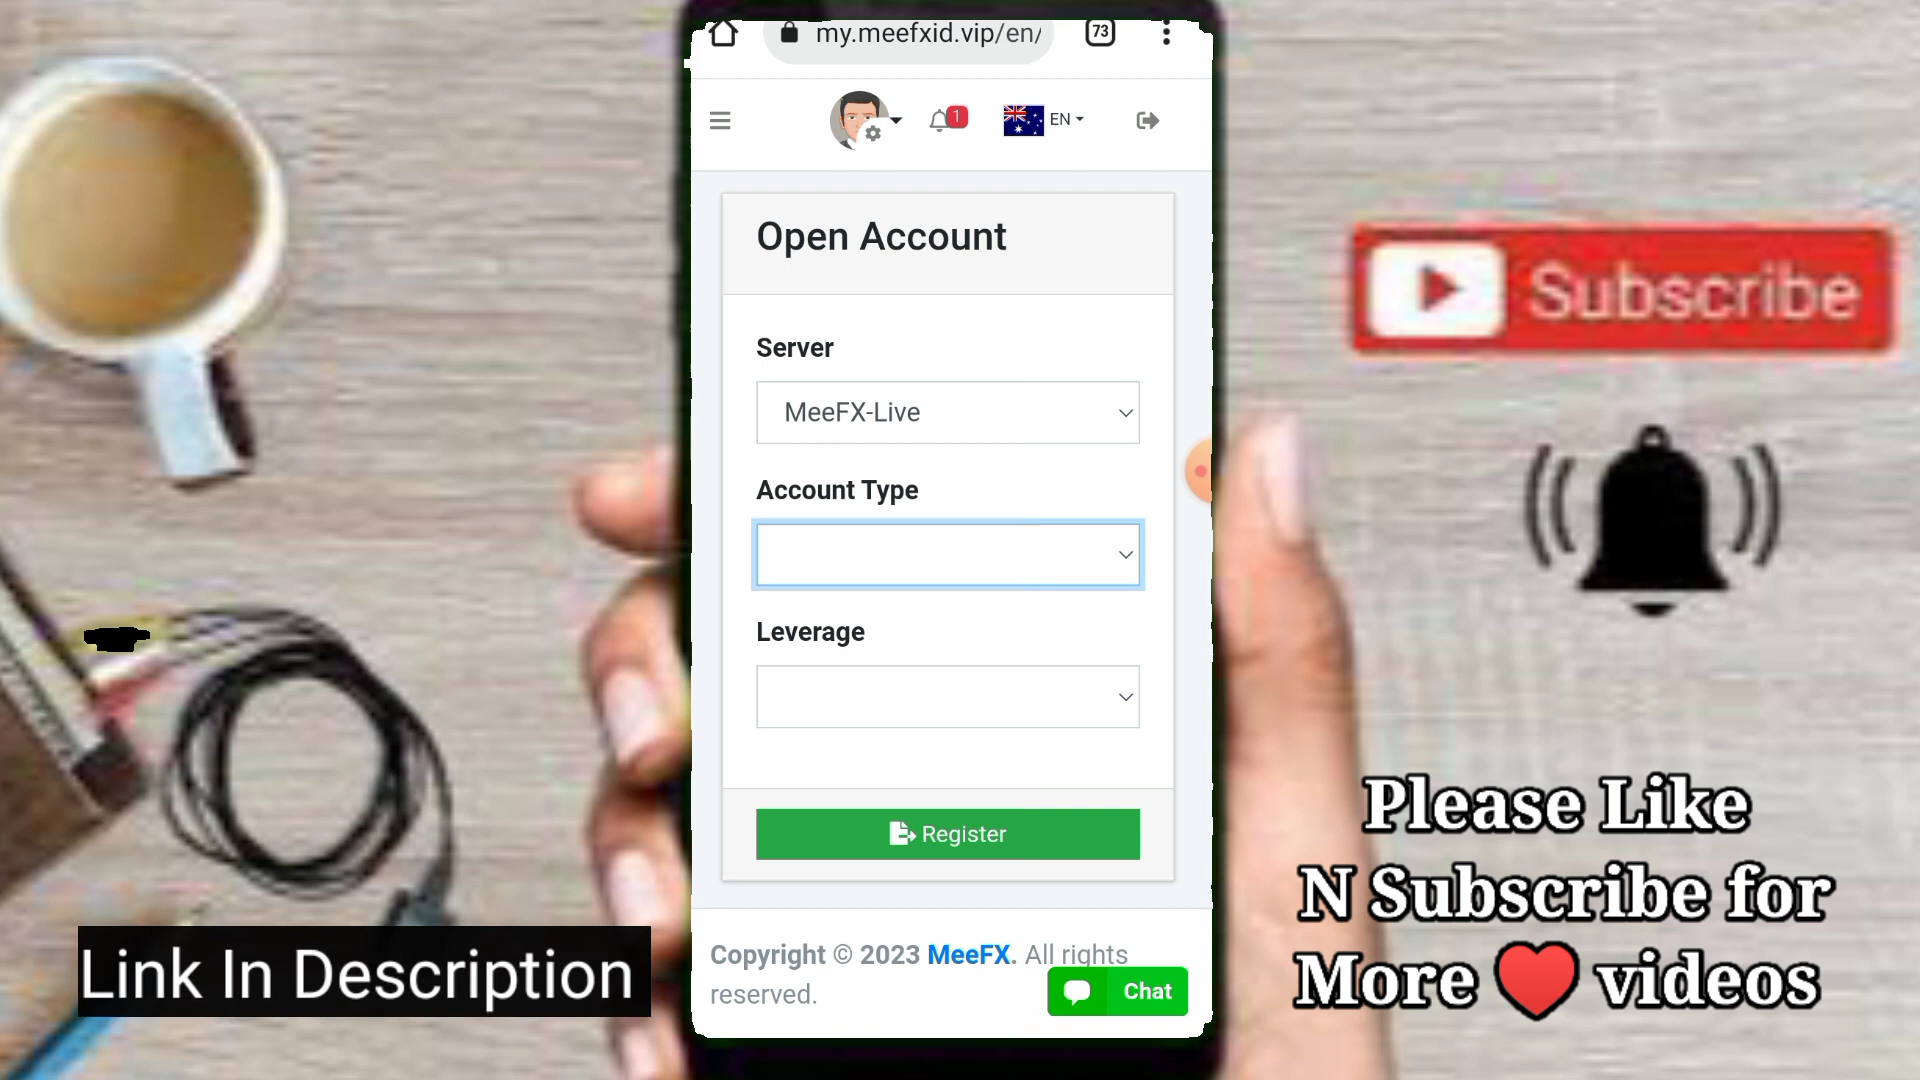 my.meefxid.vip/en/
73
1
EN
Open Account
Server
MeeFX-Live
Account Type
Leverage
Register
Copyright © 2023 MeeFX. All rights
reserved.
Chat
Subscribe
Please Like
N Subscribe for
More ❤️ videos
Link In Description